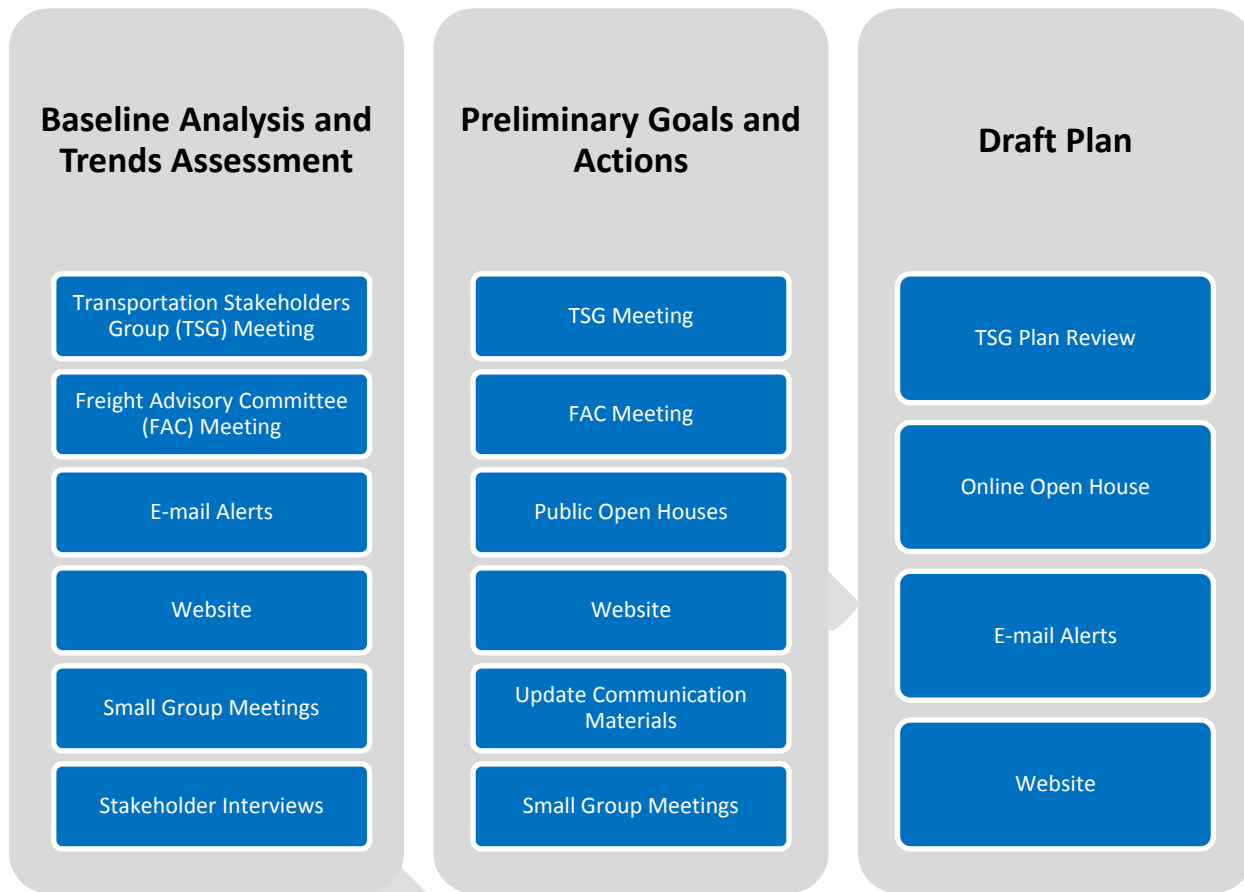 Baseline Analysis and
Trends Assessment
Transportation Stakeholders
Group (TSG) Meeting
Freight Advisory Committee
(FAC) Meeting
E-mail Alerts
Website
Small Group Meetings
Stakeholder Interviews
Preliminary Goals and
Actions
TSG Meeting
FAC Meeting
Public Open Houses
Website
Update Communication
Materials
Small Group Meetings
Draft Plan
TSG Plan Review
Online Open House
E-mail Alerts
Website